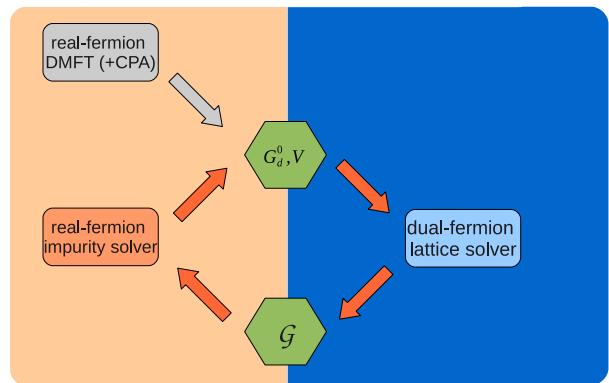 real-fermion
DMFT (+CPA)
G_d^0, V
real-fermion
impurity solver
dual-fermion
lattice solver
𝒢